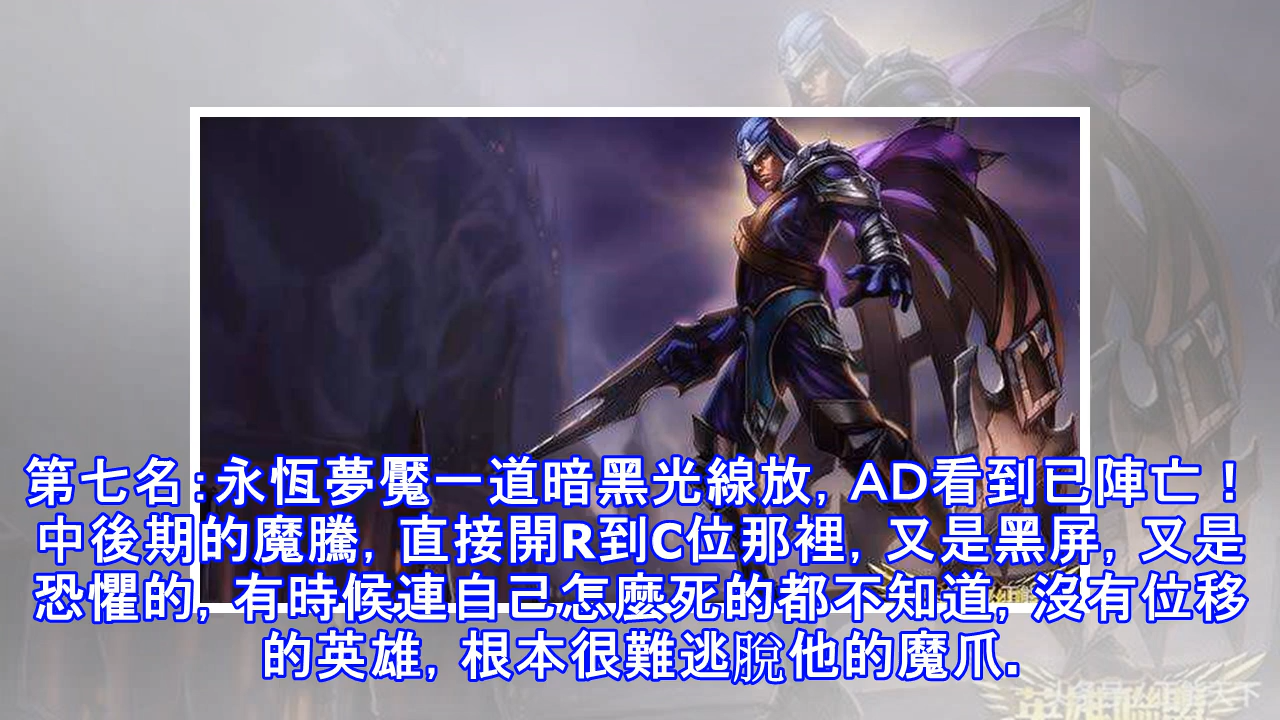 第七名:永恆夢魘一道暗黑光線放, AD看到已陣亡！
中後期的魔騰, 直接開R到C位那裡, 又是黑屏, 又是
恐懼的, 有時候連自己怎麼死的都不知道, 沒有位移
的英雄, 根本很難逃脫他的魔爪.
英雄聯盟